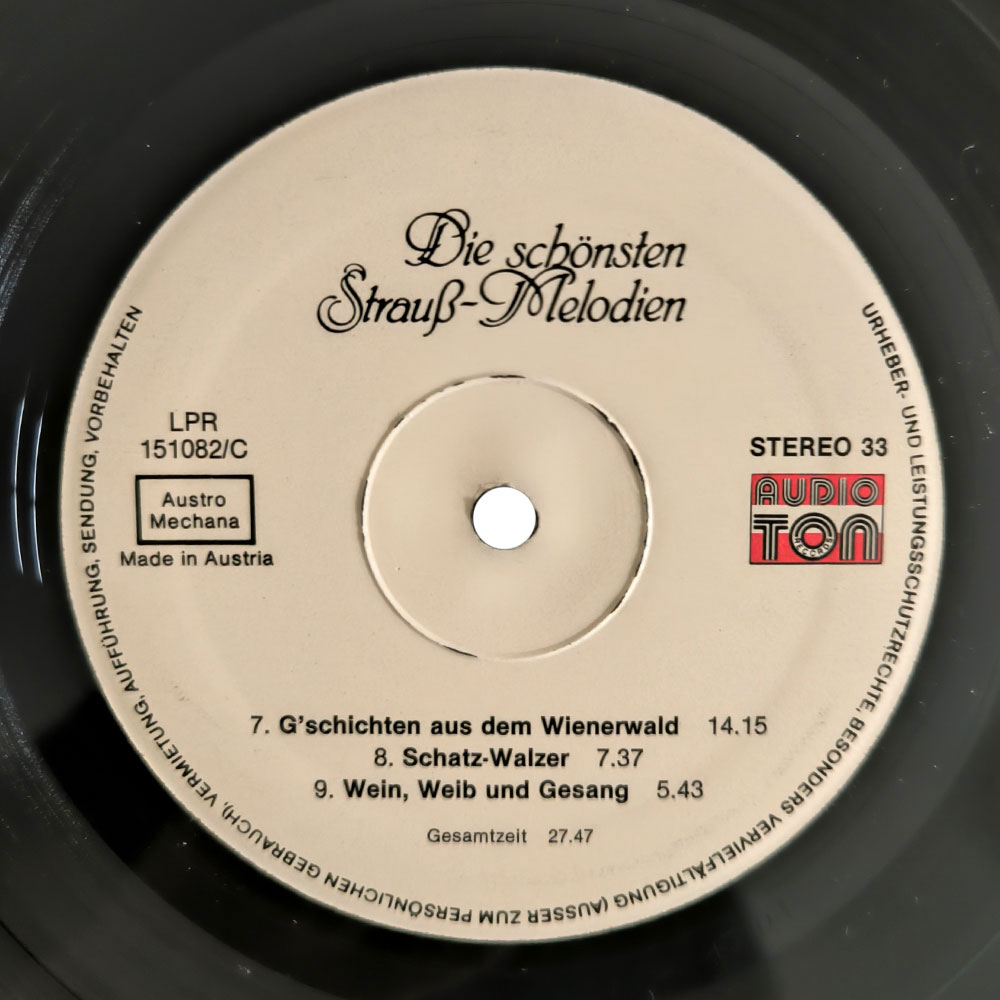 Die schönsten
Strauß-Melodien
LPR
151082/C
Austro
Mechana
Made in Austria
STEREO 33
AUDIO
TON
RECORDS
7. G'schichten aus dem Wienerwald 14.15
8. Schatz-Walzer 7.37
9. Wein, Weib und Gesang 5.43
Gesamtzeit 27.47
URHEBER- UND LEISTUNGSSCHUTZRECHTE, BESONDERS VERVIELFÄLTIGUNG (AUSSER ZUM PERSÖNLICHEN GEBRAUCH), VERMIETUNG, AUFFÜHRUNG, SENDUNG, VORBEHALTEN